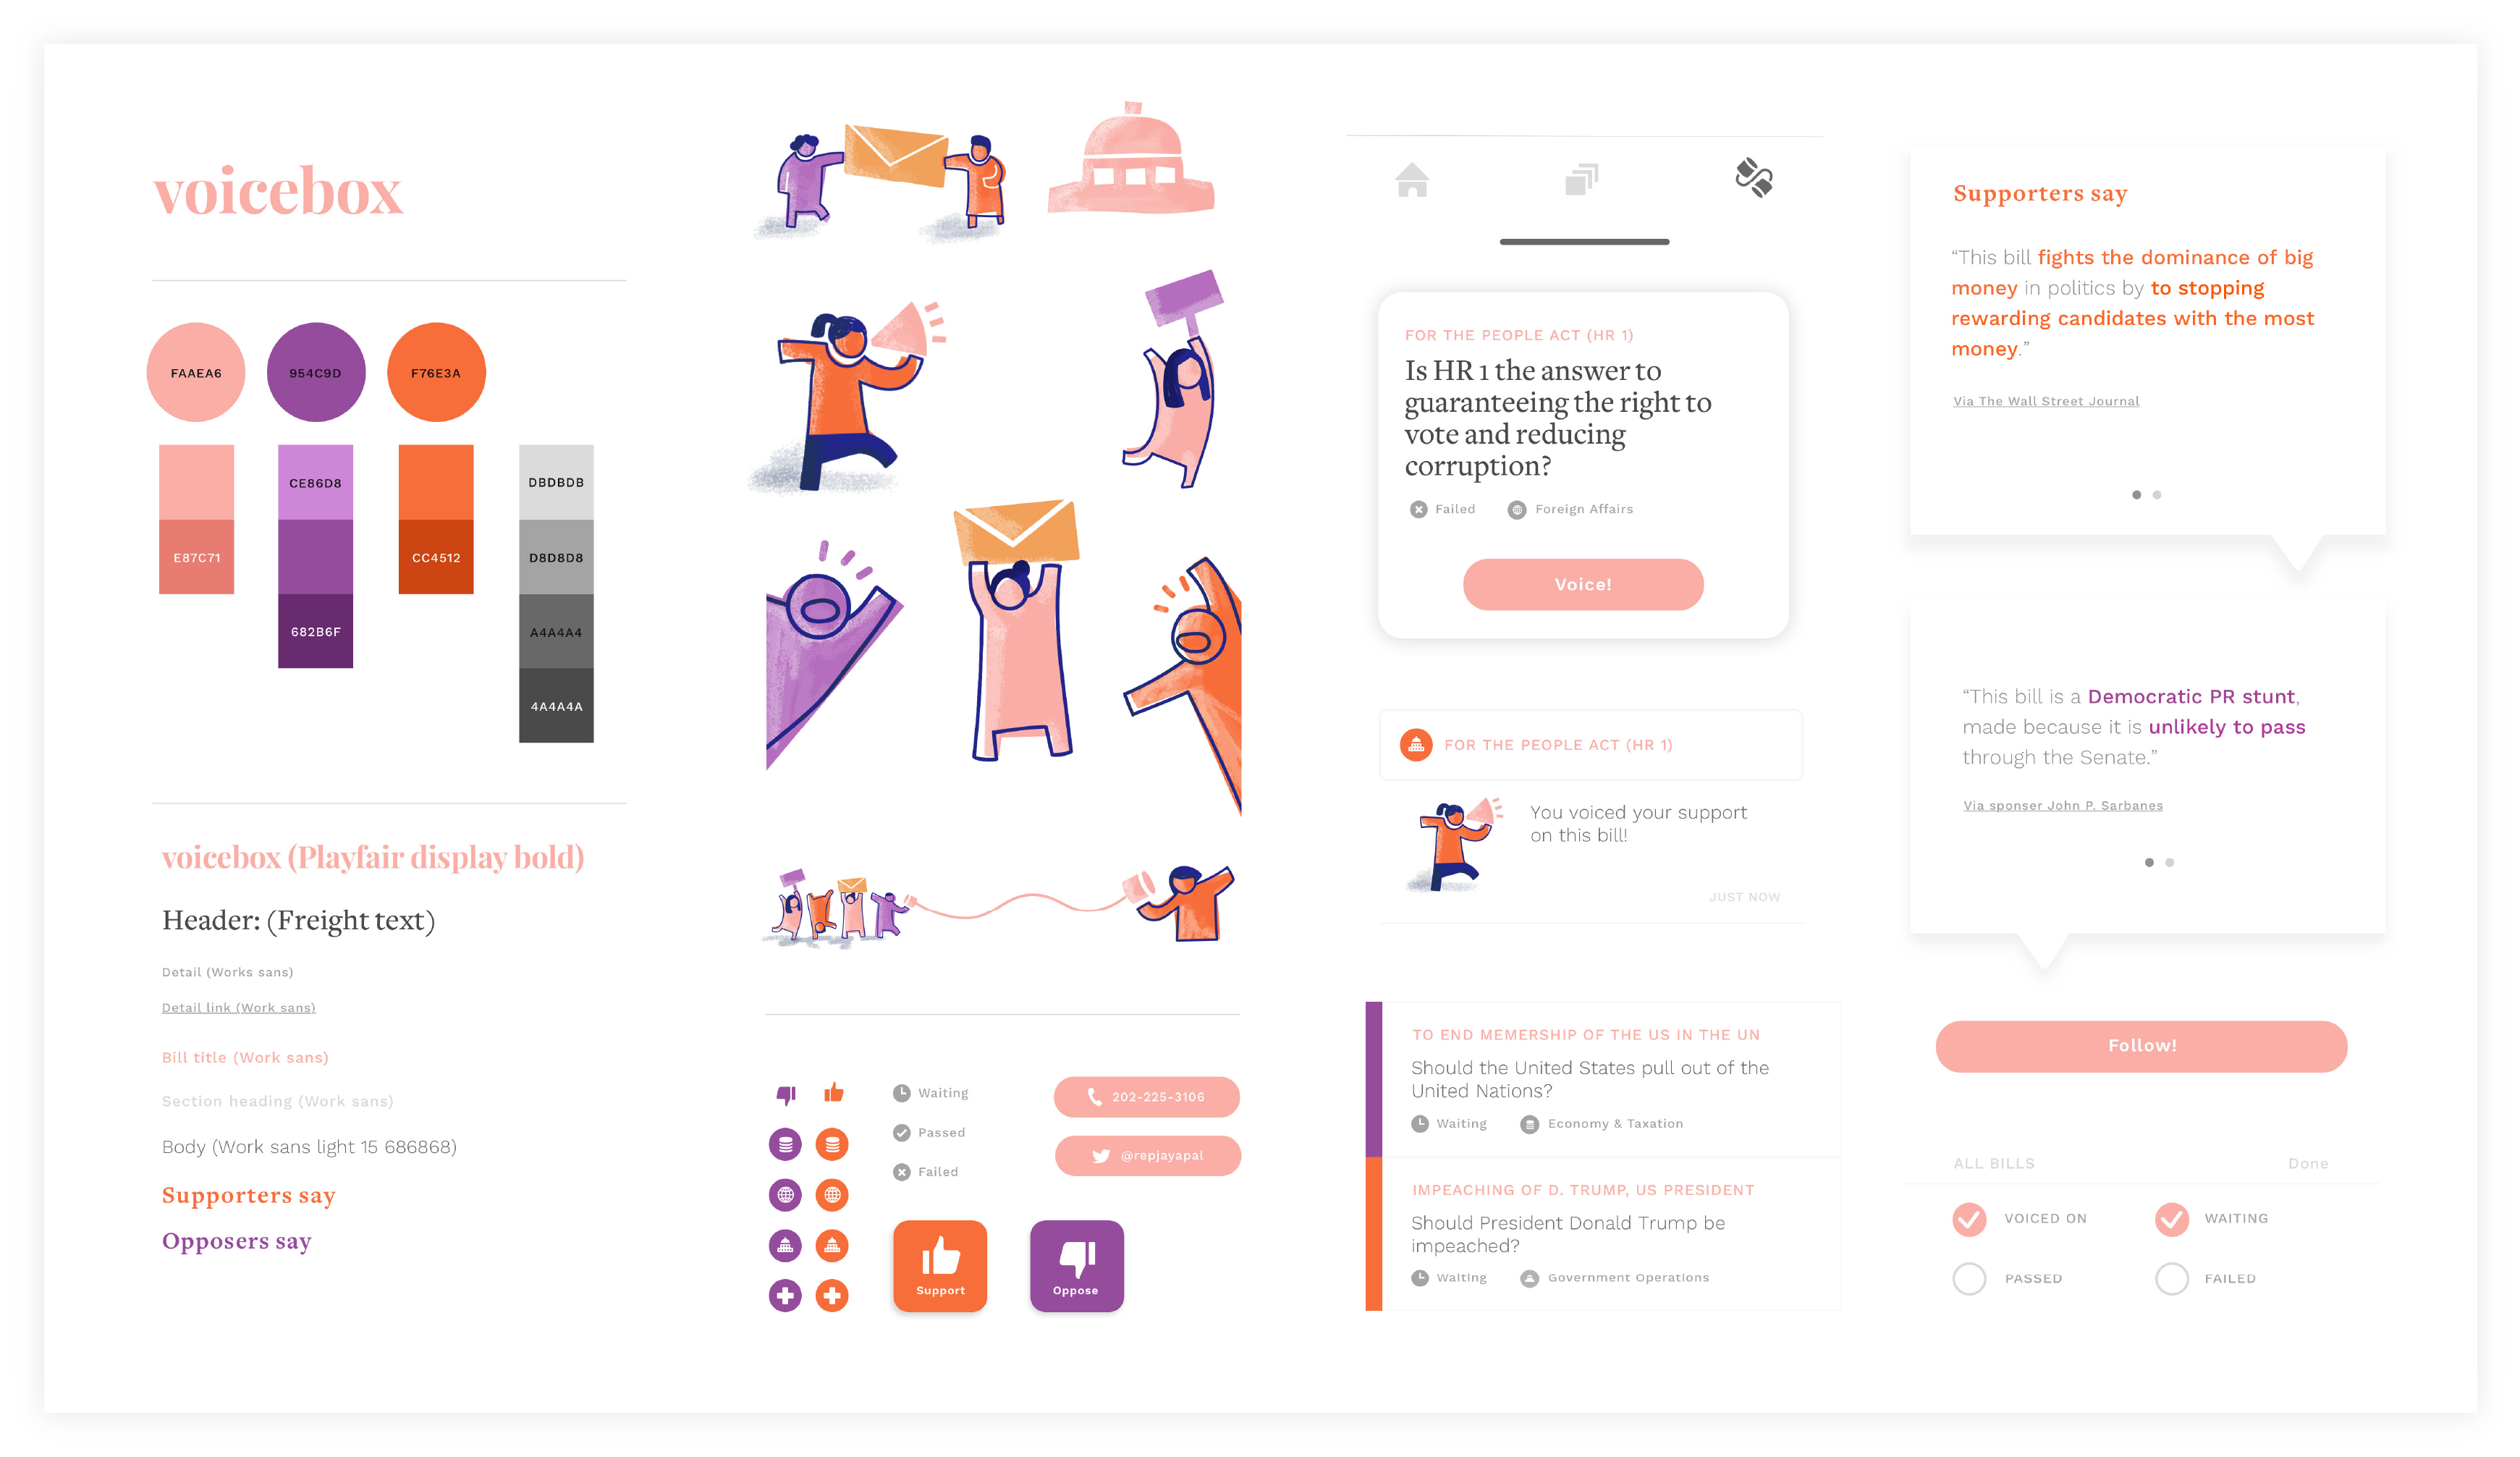 voicebox
FAAEA6
954C9D
F76E3A
CE86D8
DBDBDB
E87C71
CC4512
D8D8D8
682B6F
A4A4A4
4A4A4A
voicebox (Playfair display bold)
Header: (Freight text)
Detail (Works sans)
Detail link (Work sans)
Bill title (Work sans)
Section heading (Work sans)
Body (Work sans light 15 686868)
Supporters say
Opposers say
Waiting
Passed
Failed
202-225-3106
@repjayapal
Support
Oppose
FOR THE PEOPLE ACT (HR 1)
Is HR 1 the answer to
guaranteeing the right to
vote and reducing
corruption?
Failed
Foreign Affairs
Voice!
FOR THE PEOPLE ACT (HR 1)
You voiced your support
on this bill!
JUST NOW
TO END MEMERSHIP OF THE US IN THE UN
Should the United States pull out of the
United Nations?
Waiting
Economy & Taxation
IMPEACHING OF D. TRUMP, US PRESIDENT
Should President Donald Trump be
impeached?
Waiting
Government Operations
Supporters say
“This bill fights the dominance of big
money in politics by to stopping
rewarding candidates with the most
money.”
Via The Wall Street Journal
“This bill is a Democratic PR stunt,
made because it is unlikely to pass
through the Senate.”
Via sponser John P. Sarbanes
Follow!
ALL BILLS
Done
VOICED ON
WAITING
PASSED
FAILED